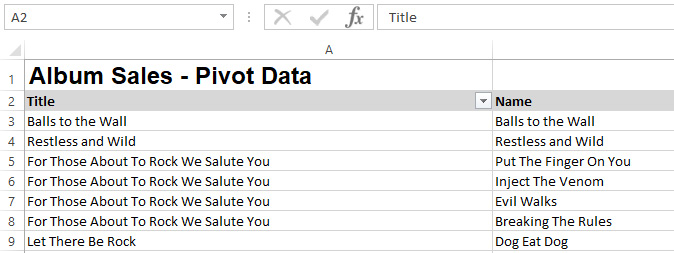 A2 fx Title
A
1 Album Sales - Pivot Data
2 Title Name
3 Balls to the Wall Balls to the Wall
4 Restless and Wild Restless and Wild
5 For Those About To Rock We Salute You Put The Finger On You
6 For Those About To Rock We Salute You Inject The Venom
7 For Those About To Rock We Salute You Evil Walks
8 For Those About To Rock We Salute You Breaking The Rules
9 Let There Be Rock Dog Eat Dog